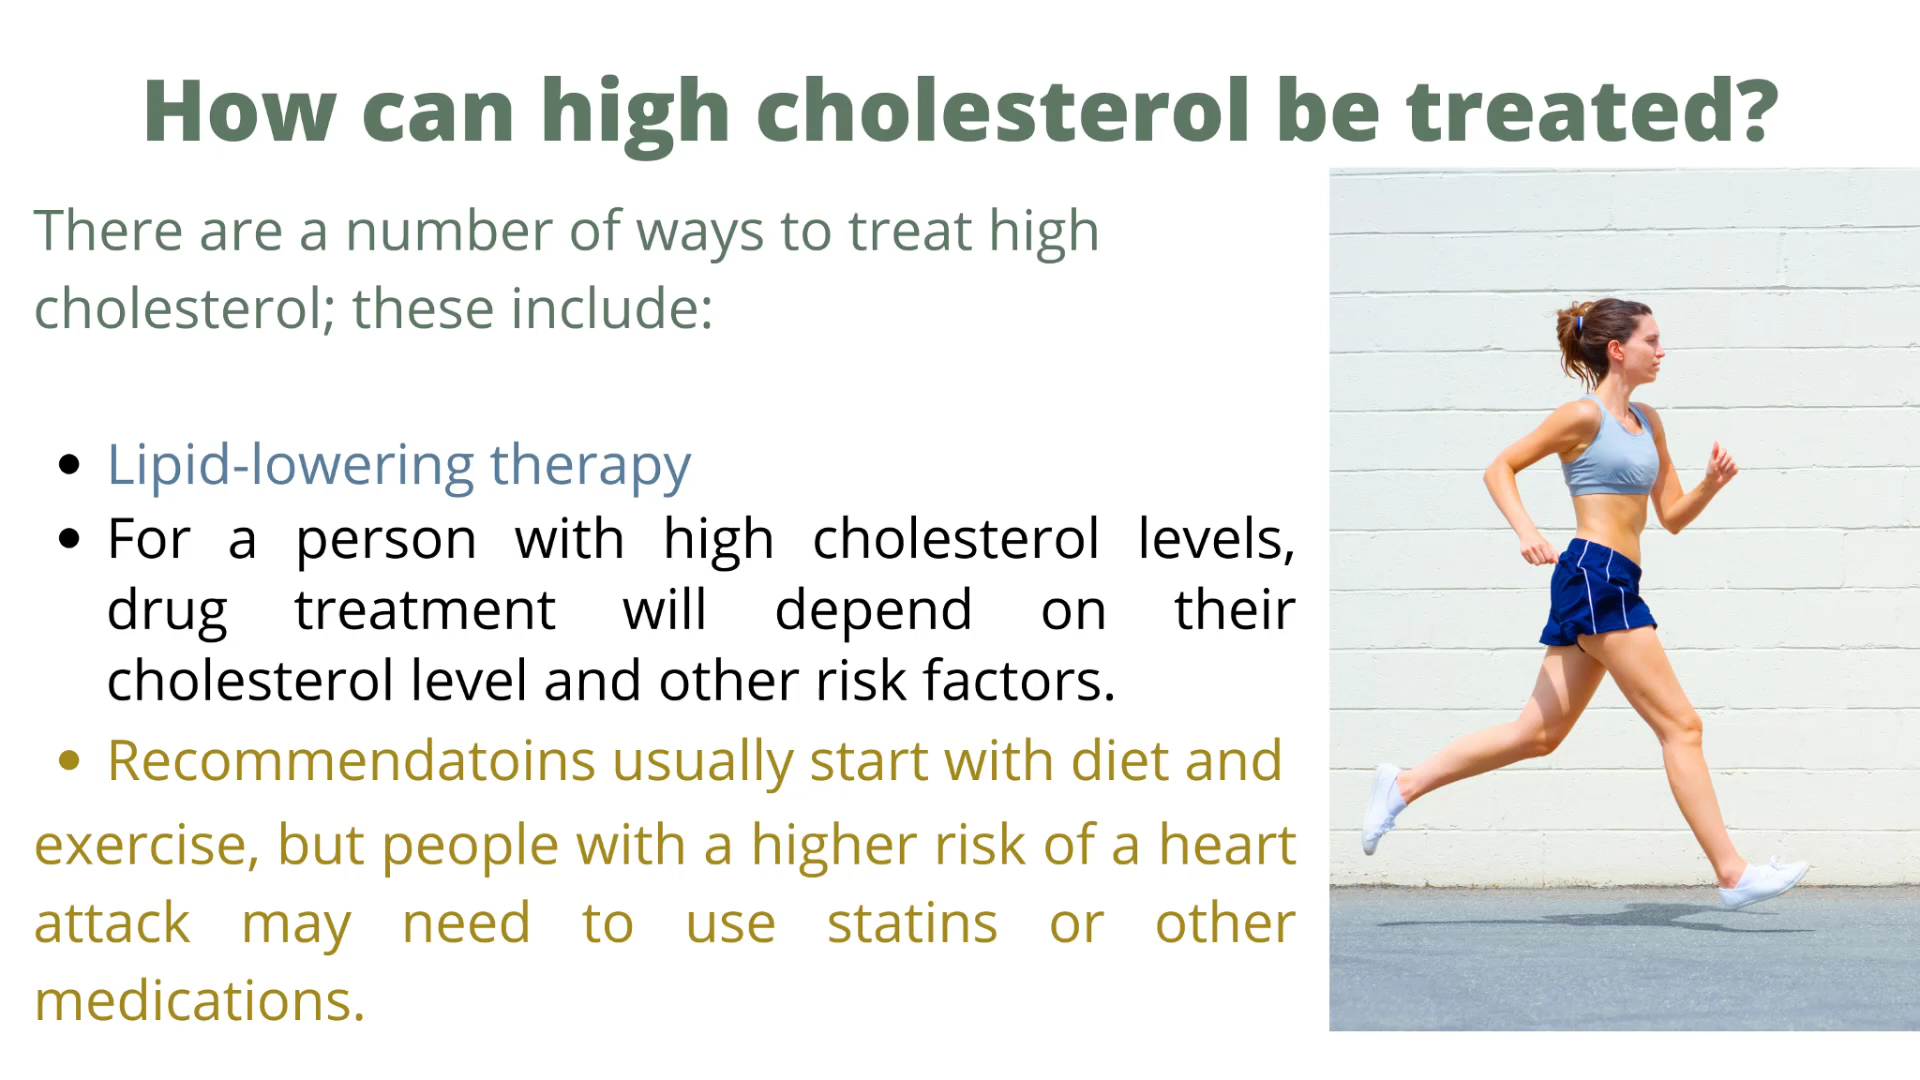 How can high cholesterol be treated?
There are a number of ways to treat high
cholesterol; these include:
• Lipid-lowering therapy
• For a person with high cholesterol levels,
drug treatment will depend on their
cholesterol level and other risk factors.
• Recommendatoins usually start with diet and
exercise, but people with a higher risk of a heart
attack may need to use statins or other
medications.